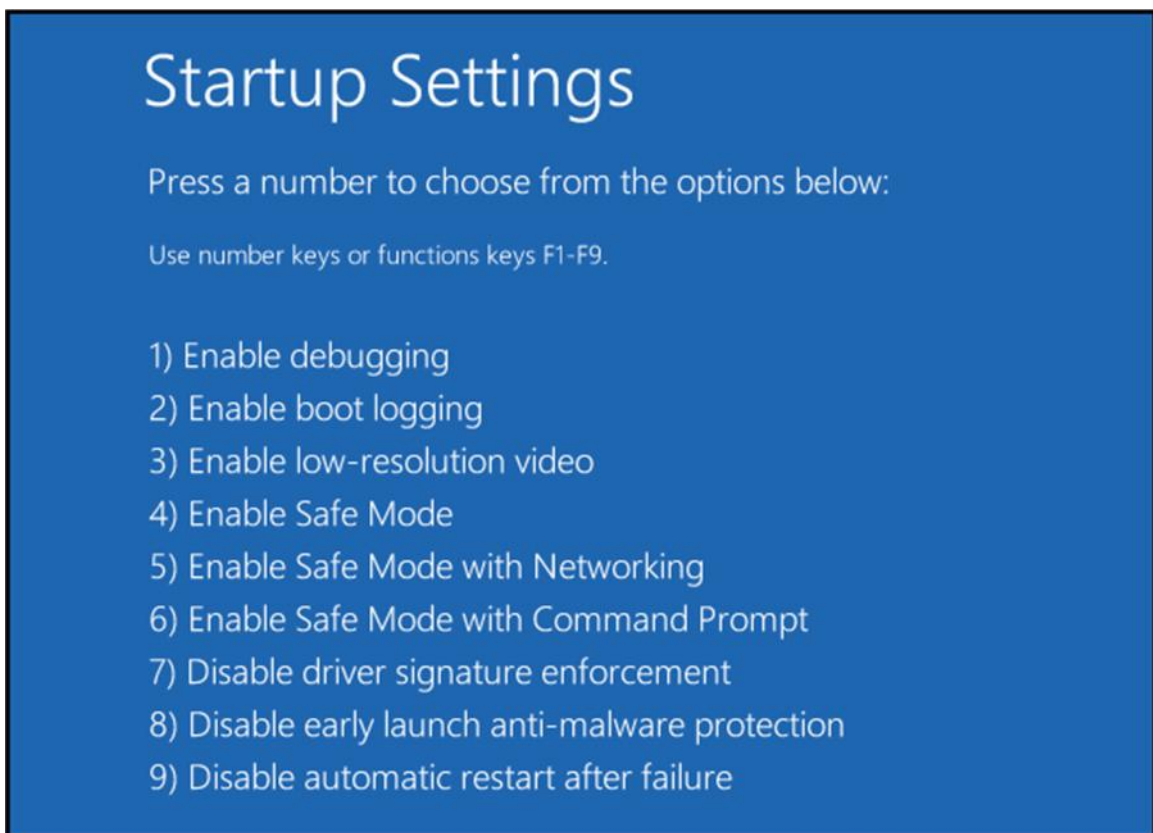 Startup Settings
Press a number to choose from the options below:
Use number keys or functions keys F1-F9.
1) Enable debugging
2) Enable boot logging
3) Enable low-resolution video
4) Enable Safe Mode
5) Enable Safe Mode with Networking
6) Enable Safe Mode with Command Prompt
7) Disable driver signature enforcement
8) Disable early launch anti-malware protection
9) Disable automatic restart after failure